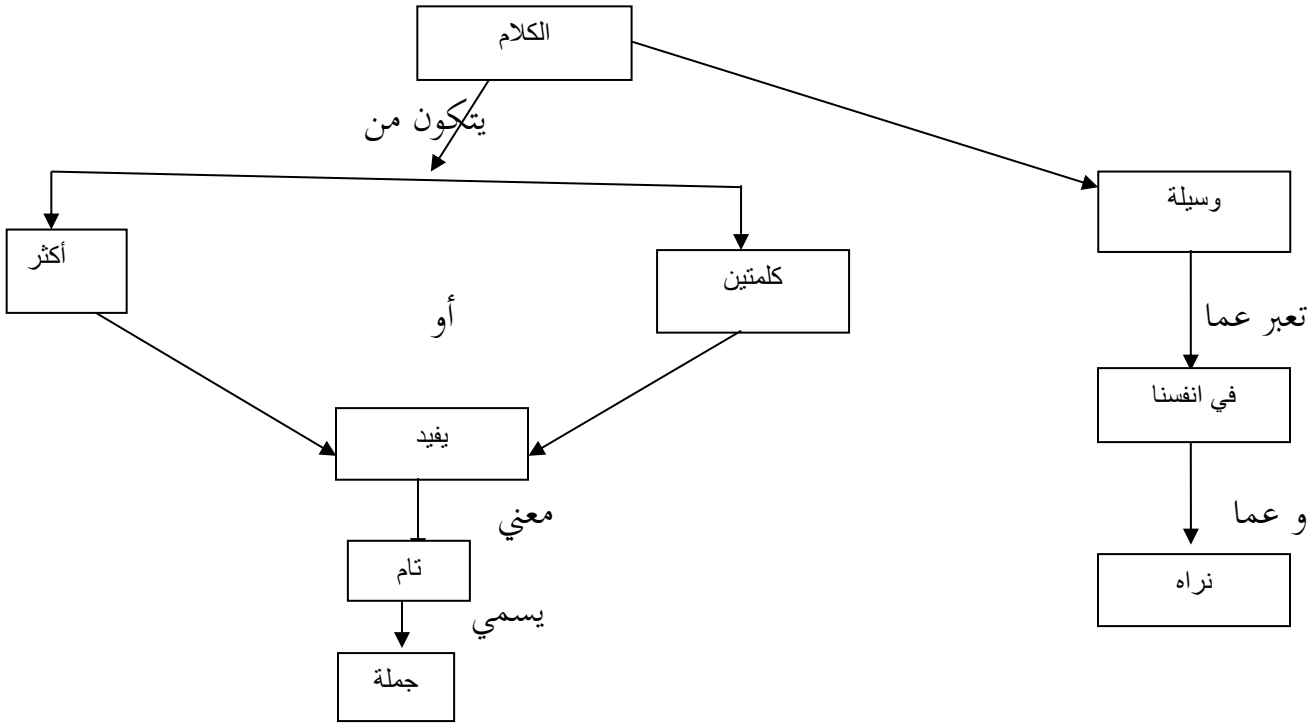 الكلام
يتكون من
وسيلة
كلمتين
أو
أكثر
تعبر عما
في انفسنا
يفيد
معني
و عما
تام
نراه
يسمي
جملة